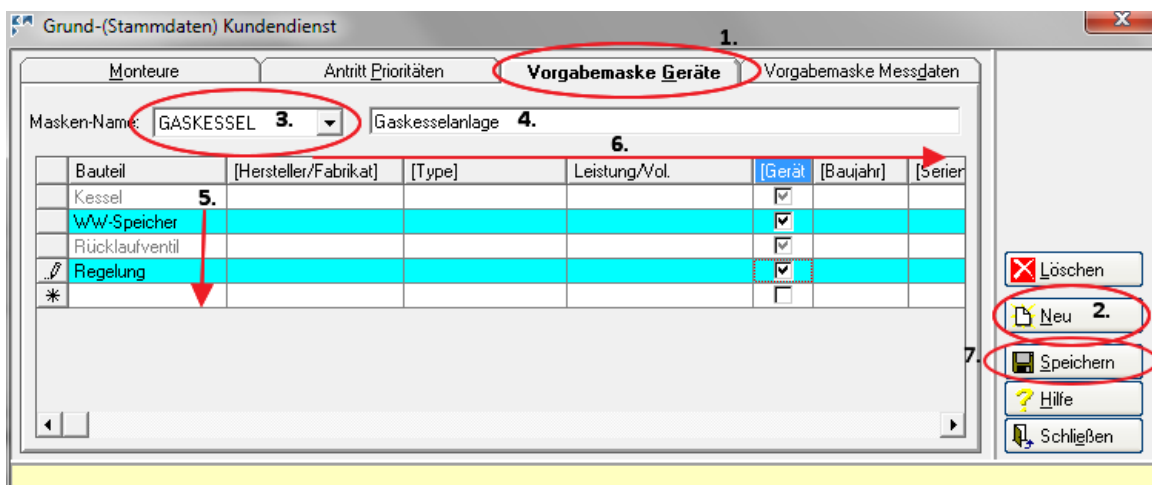 Grund-(Stammdaten) Kundendienst
1.
Monteure Antritt Prioritäten Vorgabemaske Geräte Vorgabemaske Messdaten
Masken-Name: GASKESSEL 3. Gaskesselanlage 4.
6.
Bauteil [Hersteller/Fabrikat] [Type] Leistung/Vol. [Gerät [Baujahr] [Serien
Kessel 5.
WW-Speicher
Rücklaufventil
Regelung
Löschen
Neu 2.
7. Speichern
Hilfe
Schließen